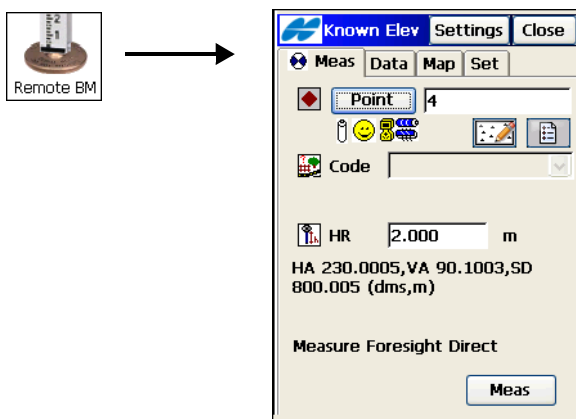 Remote BM
Known Elev Settings Close
Meas Data Map Set
Point 4
Code
HR 2.000 m
HA 230.0005,VA 90.1003,SD
800.005 (dms,m)
Measure Foresight Direct
Meas